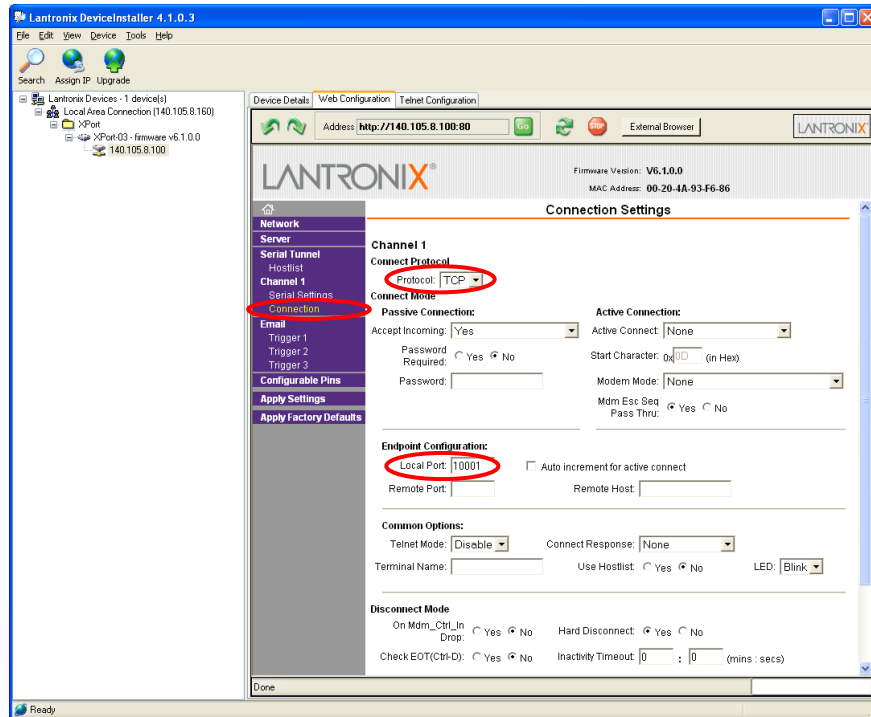 Lantronix DeviceInstaller 4.1.0.3
File Edit View Device Tools Help
Search Assign IP Upgrade
Lantronix Devices - 1 device(s)
Local Area Connection (140.105.8.160)
XPort
XPort-03 - firmware v6.1.0.0
140.105.8.100
Device Details Web Configuration Telnet Configuration
Address http://140.105.8.100:80 Go STOP External Browser LANTRONIX
LANTRONIX®
Firmware Version: V6.1.0.0
MAC Address: 00-20-4A-93-F6-86
Network
Server
Serial Tunnel
Hostlist
Channel 1
Serial Settings
Connection
Email
Trigger 1
Trigger 2
Trigger 3
Configurable Pins
Apply Settings
Apply Factory Defaults
Connection Settings
Channel 1
Connect Protocol
Protocol: TCP
Connect Mode
Passive Connection: Active Connection:
Accept Incoming: Yes Active Connect: None
Password Required: Yes No Start Character: 0x 0D (in Hex)
Password: Modem Mode: None
Mdm Esc Seq Pass Thru: Yes No
Endpoint Configuration:
Local Port: 10001 Auto increment for active connect
Remote Port: Remote Host:
Common Options:
Telnet Mode: Disable Connect Response: None
Terminal Name: Use Hostlist: Yes No LED: Blink
Disconnect Mode
On Mdm_Ctrl_In Drop: Yes No Hard Disconnect: Yes No
Check EOT(Ctrl-D): Yes No Inactivity Timeout: 0 : 0 (mins : secs)
Done
Ready